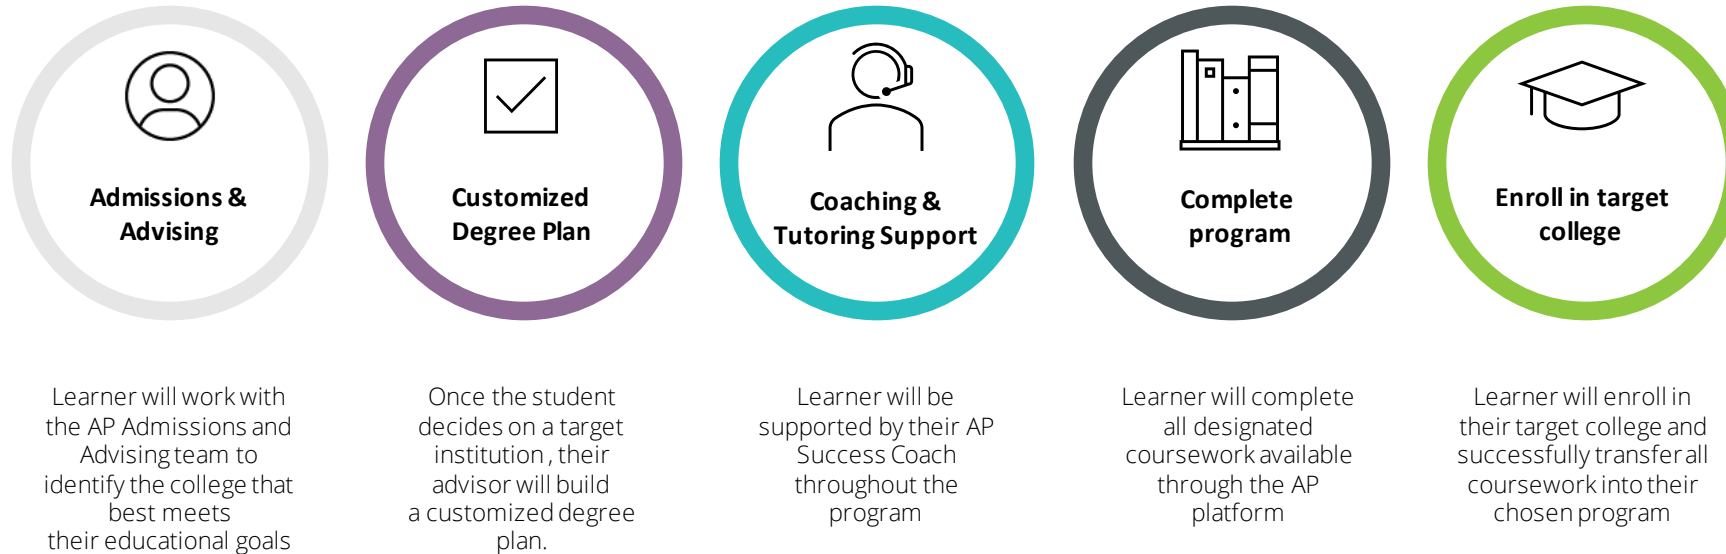 Admissions &
Advising
Customized
Degree Plan
Coaching &
Tutoring Support
Complete
program
Enroll in target
college
Learner will work with
the AP Admissions and
Advising team to
identify the college that
best meets
their educational goals
Once the student
decides on a target
institution , their
advisor will build
a customized degree
plan.
Learner will be
supported by their AP
Success Coach
throughout the
program
Learner will complete
all designated
coursework available
through the AP
platform
Learner will enroll in
their target college and
successfully transfer all
coursework into their
chosen program